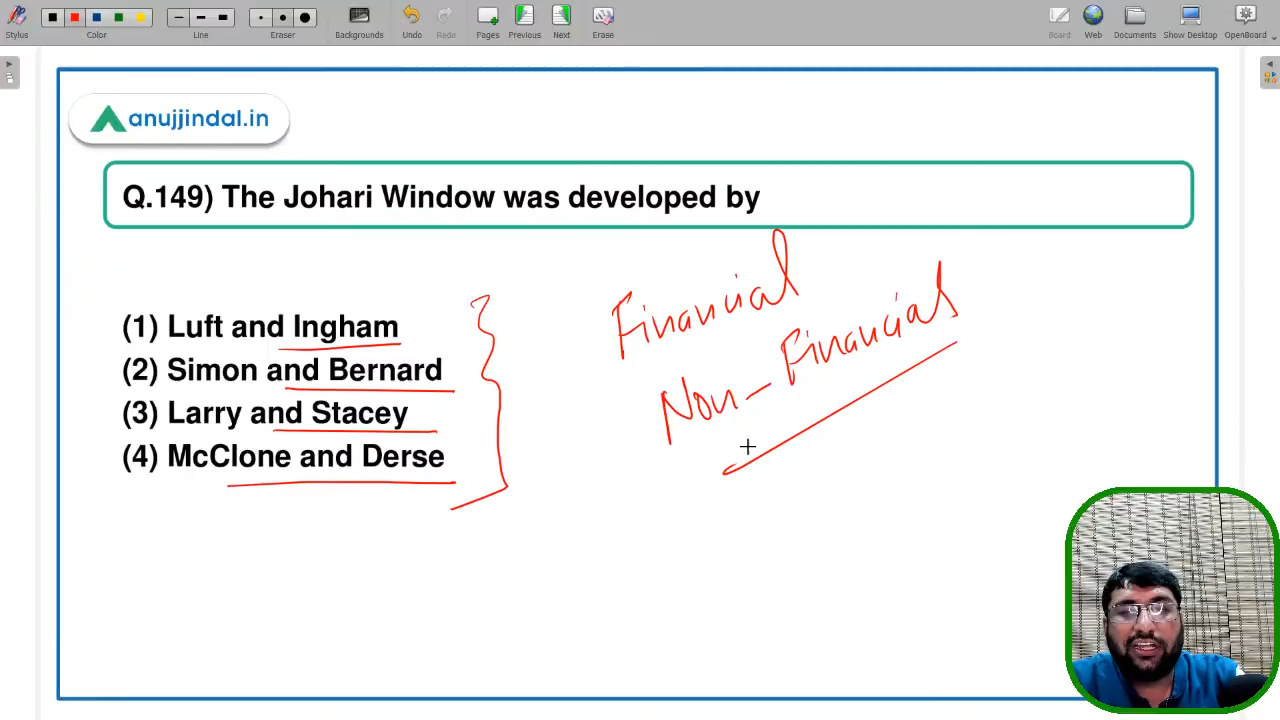 Stylus
Color
Line
Eraser
Backgrounds
Undo
Redo
Pages
Previous
Next
Erase
Board
Web
Documents
Show Desktop
OpenBoard
anujjindal.in
Q.149) The Johari Window was developed by
(1) Luft and Ingham
(2) Simon and Bernard
(3) Larry and Stacey
(4) McClone and Derse
Financial
Non-Financial